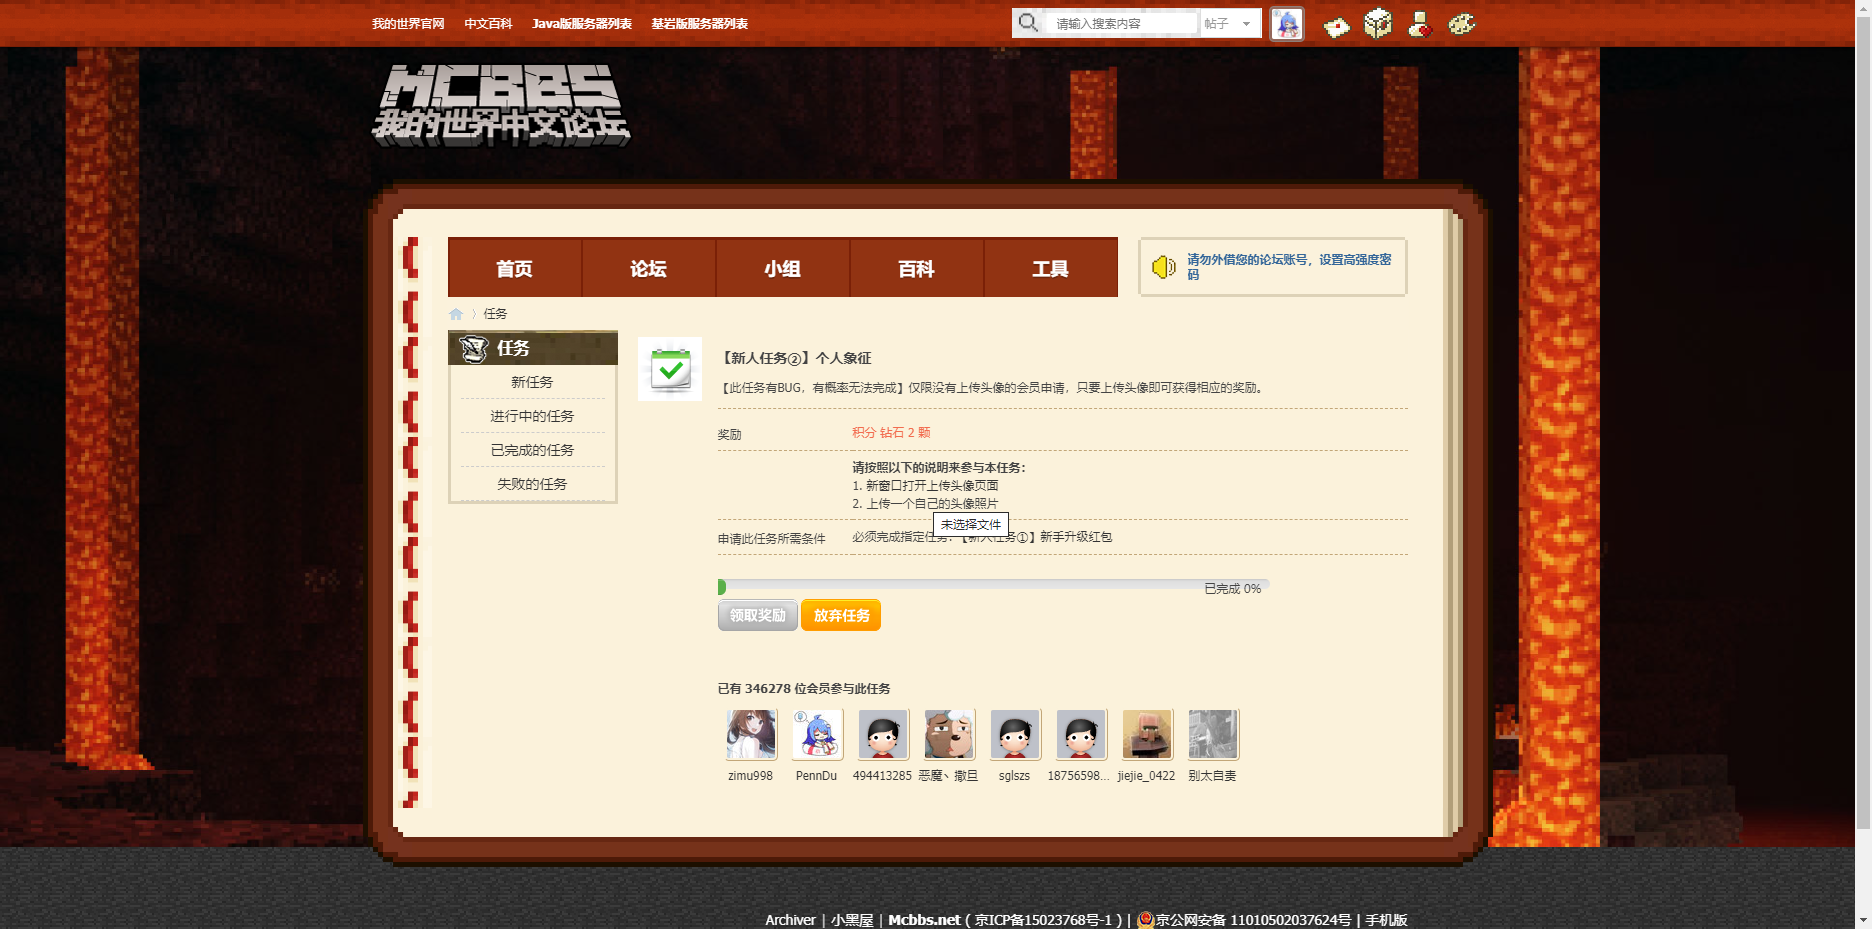 我的世界官网 中文百科 Java版服务器列表 基岩版服务器列表
请输入搜索内容 帖子
MCBBS
我的世界中文论坛
首页 论坛 小组 百科 工具
请勿外借您的论坛账号，设置高强度密
码
任务
任务
新任务
进行中的任务
已完成的任务
失败的任务
【新人任务②】个人象征
【此任务有BUG，有概率无法完成】仅限没有上传头像的会员申请，只要上传头像即可获得相应的奖励。
奖励 积分 钻石 2 颗
请按照以下的说明来参与本任务：
1. 新窗口打开上传头像页面
2. 上传一个自己的头像照片
未选择文件
申请此任务所需条件 必须完成指定任务：【新人任务①】新手升级红包
已完成 0%
领取奖励 放弃任务
已有 346278 位会员参与此任务
zimu998 PennDu 494413285 恶魔丶撒旦 sglszs 18756598... jiejie_0422 别太自恋
Archiver | 小黑屋 | Mcbbs.net ( 京ICP备15023768号-1 ) | 京公网安备 11010502037624号 | 手机版